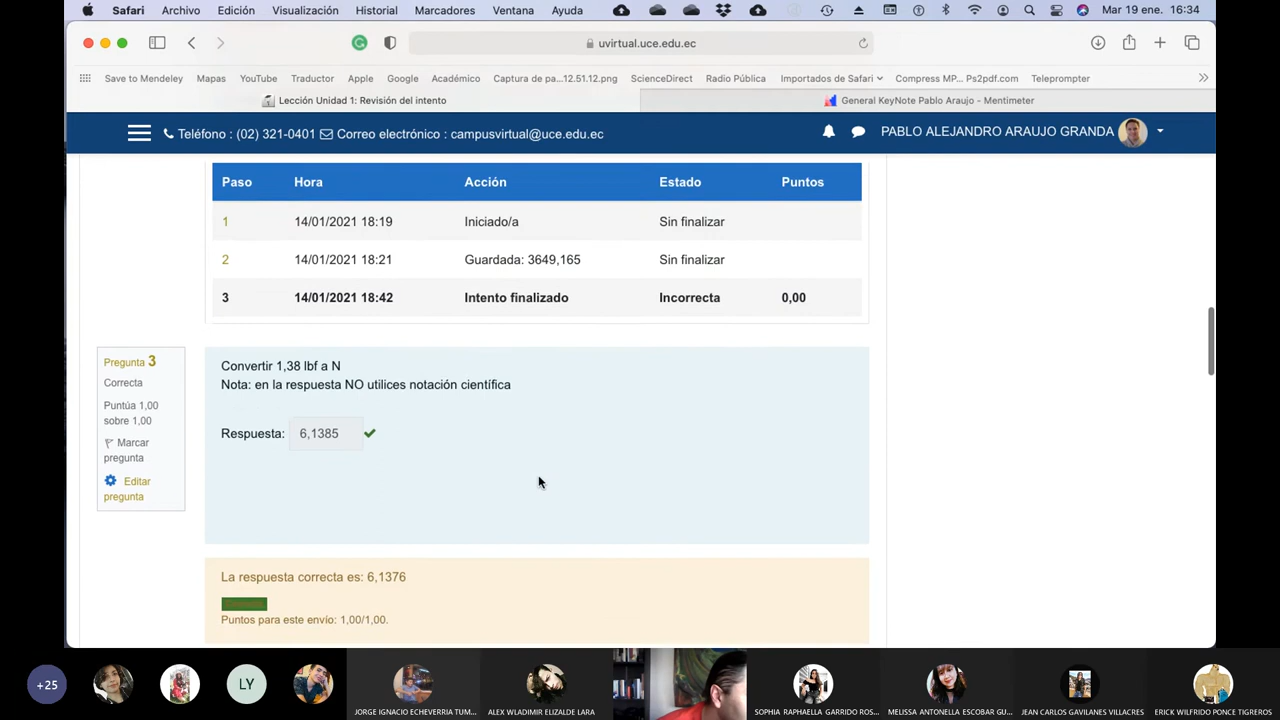 Safari Archivo Edición Visualización Historial Marcadores Ventana Ayuda Mar 19 ene. 16:34
uvirtual.uce.edu.ec
Save to Mendeley Mapas YouTube Traductor Apple Google Académico Captura de pa...12.51.12.png ScienceDirect Radio Pública Importados de Safari Compress MP... Ps2pdf.com Teleprompter
Lección Unidad 1: Revisión del intento General KeyNote Pablo Araujo - Mentimeter
Teléfono : (02) 321-0401 Correo electrónico : campusvirtual@uce.edu.ec PABLO ALEJANDRO ARAUJO GRANDA
Paso Hora Acción Estado Puntos
1 14/01/2021 18:19 Iniciado/a Sin finalizar
2 14/01/2021 18:21 Guardada: 3649,165 Sin finalizar
3 14/01/2021 18:42 Intento finalizado Incorrecta 0,00
Pregunta 3
Correcta
Puntúa 1,00
sobre 1,00
Marcar
pregunta
Editar
pregunta
Convertir 1,38 lbf a N
Nota: en la respuesta NO utilices notación científica
Respuesta: 6,1385
La respuesta correcta es: 6,1376
Puntos para este envío: 1,00/1,00.
+25 LY
JORGE IGNACIO ECHEVERRIA TUM... ALEX WLADIMIR ELIZALDE LARA SOPHIA RAPHAELLA GARRIDO ROS... MELISSA ANTONELLA ESCOBAR GU... JEAN CARLOS GAVILANES VILLACRES ERICK WILFRIDO PONCE TIGREROS